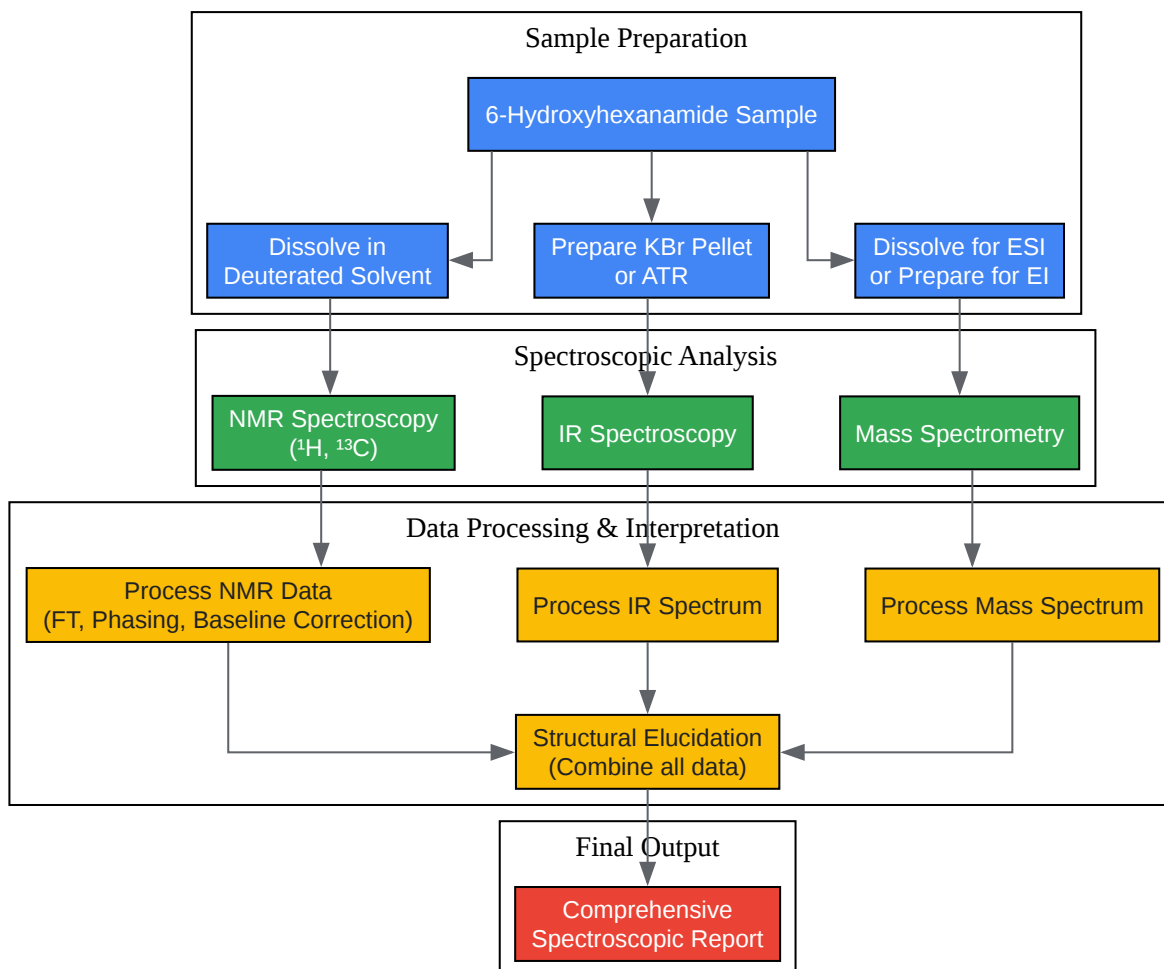 Sample Preparation
6-Hydroxyhexanamide Sample
Dissolve in
Deuterated Solvent
Prepare KBr Pellet
or ATR
Dissolve for ESI
or Prepare for EI
Spectroscopic Analysis
NMR Spectroscopy
(¹H, ¹³C)
IR Spectroscopy
Mass Spectrometry
Data Processing & Interpretation
Process NMR Data
(FT, Phasing, Baseline Correction)
Process IR Spectrum
Process Mass Spectrum
Structural Elucidation
(Combine all data)
Final Output
Comprehensive
Spectroscopic Report